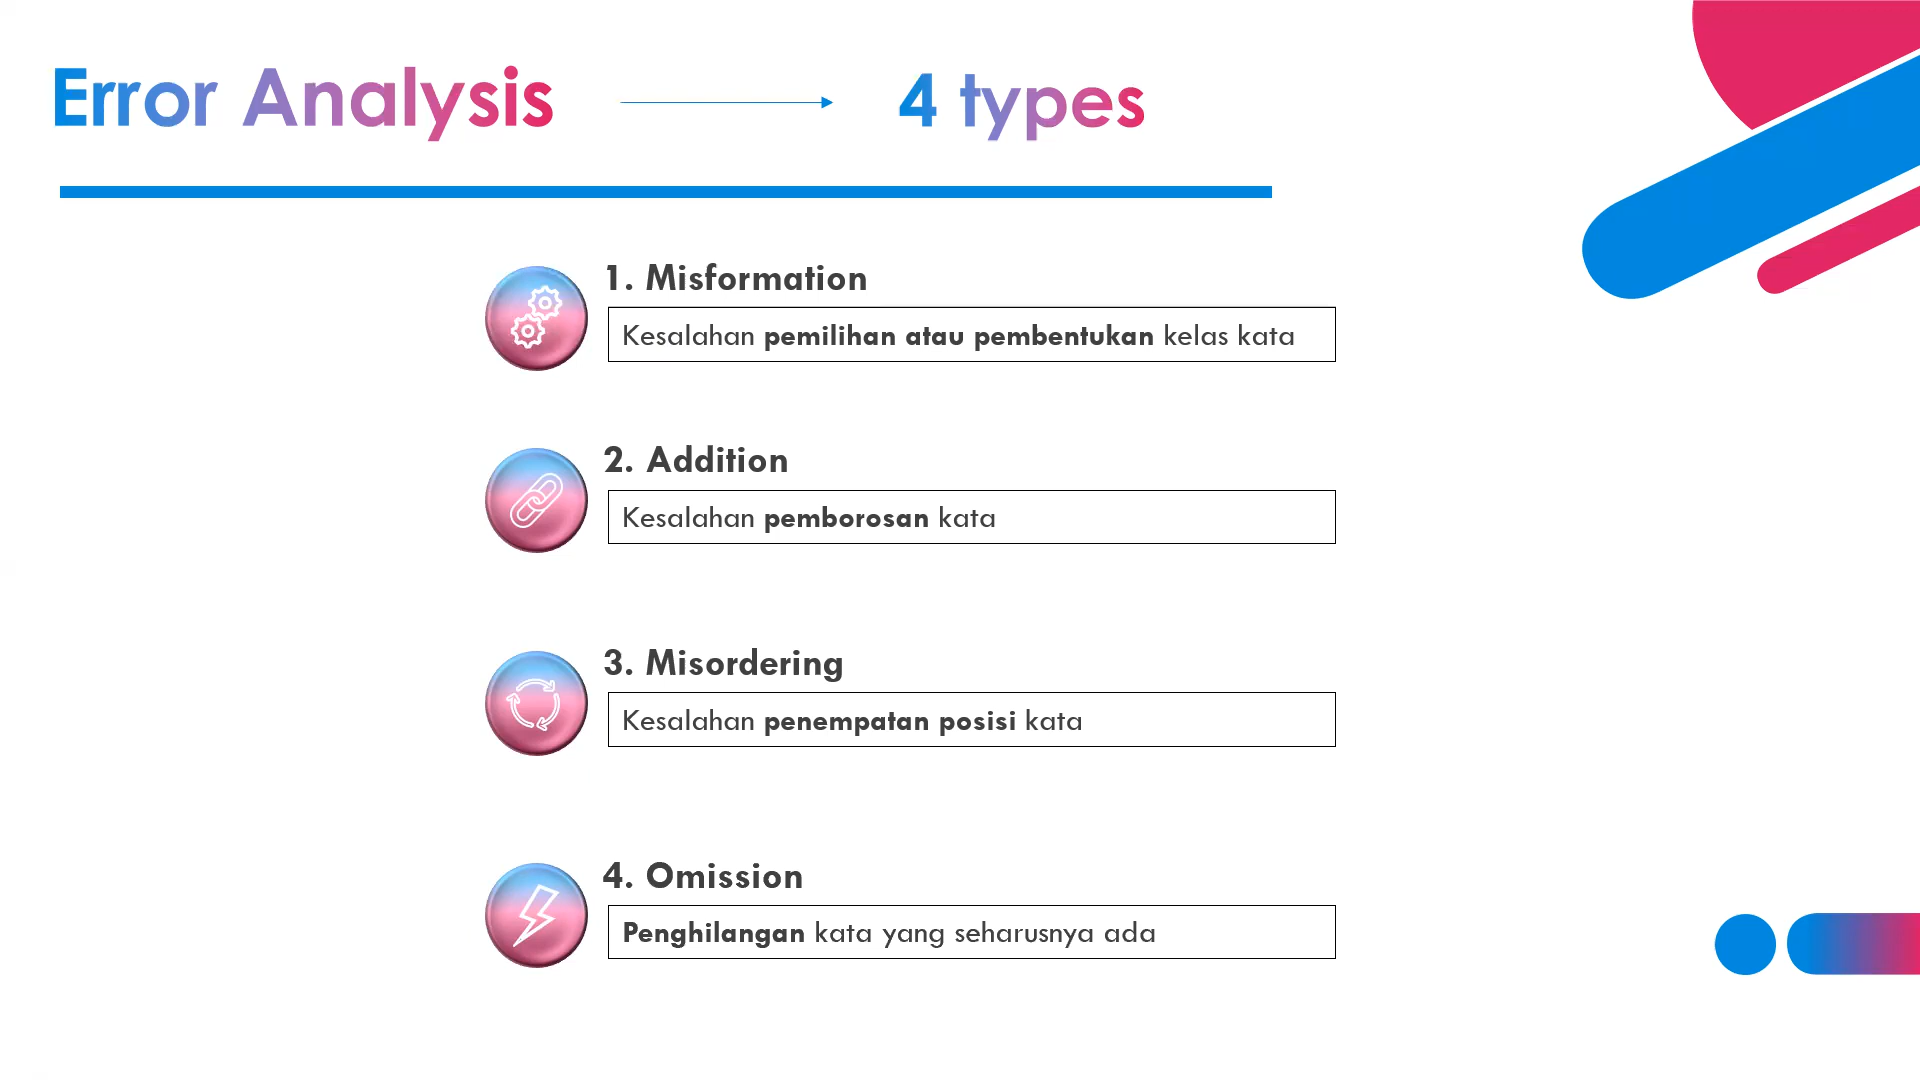 Error Analysis
4 types
1. Misformation
Kesalahan pemilihan atau pembentukan kelas kata
2. Addition
Kesalahan pemborosan kata
3. Misordering
Kesalahan penempatan posisi kata
4. Omission
Penghilangan kata yang seharusnya ada